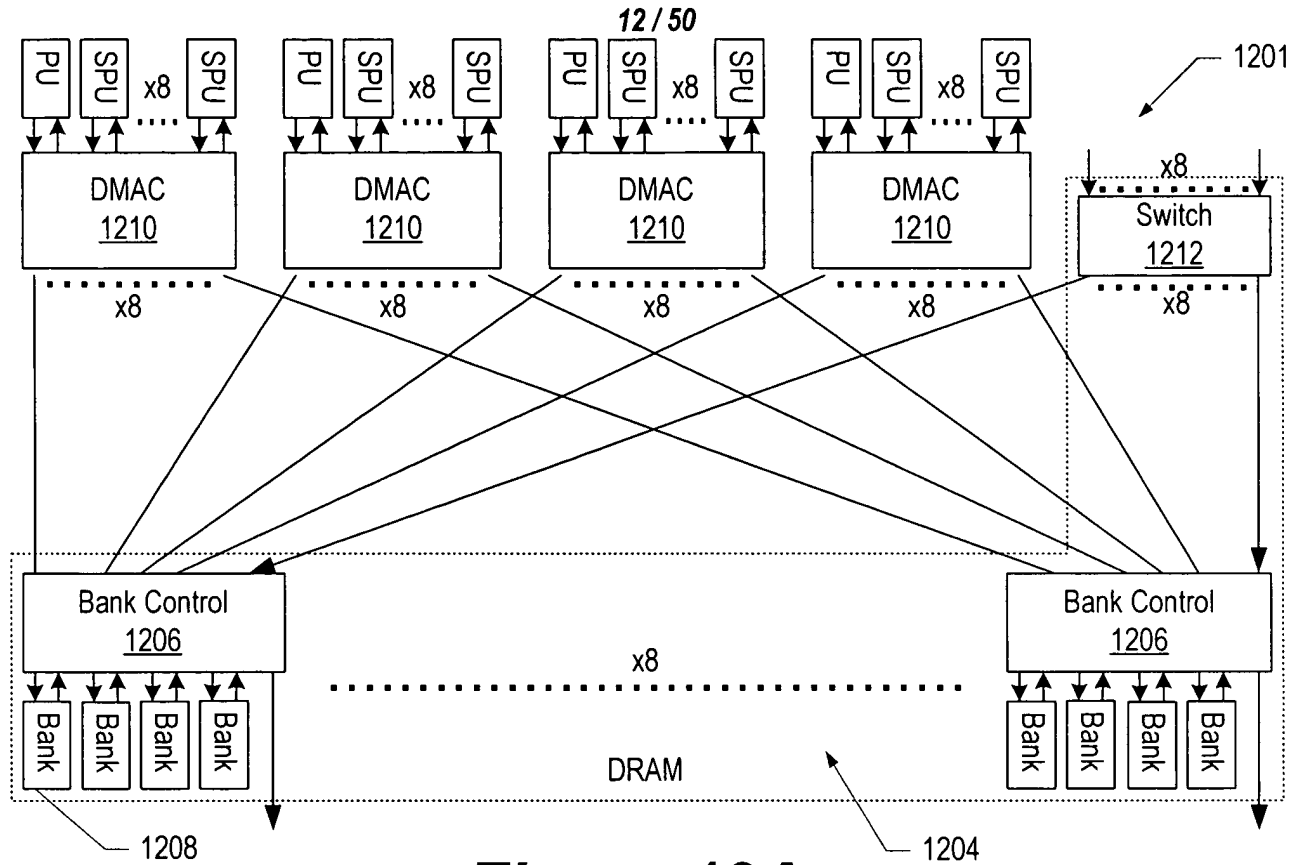 12 / 50
PU SPU x8 SPU PU SPU x8 SPU PU SPU x8 SPU PU SPU x8 SPU
1201
DMAC DMAC DMAC DMAC
1210 1210 1210 1210
x8
Switch
1212
x8 x8 x8 x8 x8
Bank Control
1206
Bank Control
1206
x8
Bank Bank Bank Bank
Bank Bank Bank Bank
DRAM
1208
1204